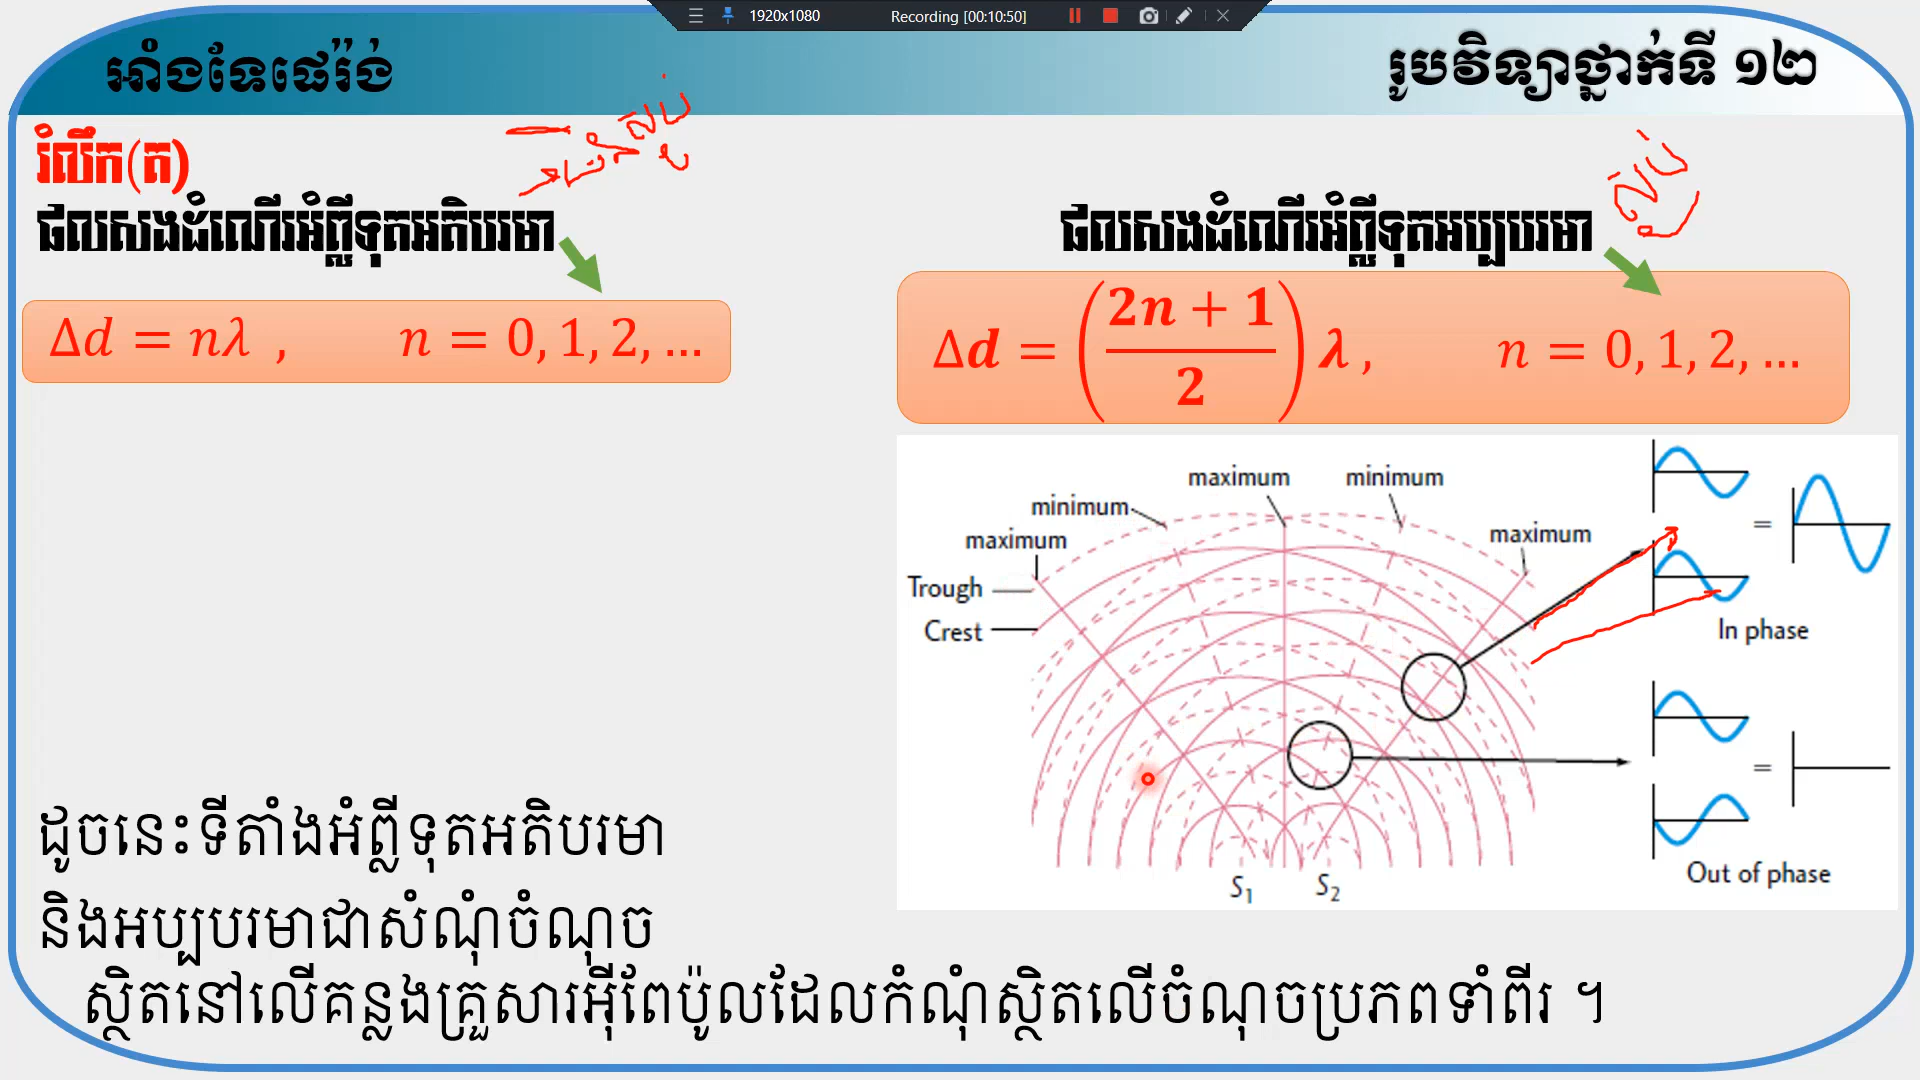 1920x1080 Recording [00:10:50]
អាំងទែផេរ៉ង់
រូបវិទ្យាថ្នាក់ទី ១២
រំលឹក(ត)
ផលសងដំណើរអំព្លីទុតអតិបរមា
ផលសងដំណើរអំព្លីទុតអប្បបរមា
Δd = nλ , n = 0, 1, 2, …
Δd = ((2n + 1)/2) λ , n = 0, 1, 2, …
maximum minimum
minimum
maximum
maximum
Trough
Crest
=
In phase
=
Out of phase
S₁ S₂
ដូចនេះទីតាំងអំព្លីទុតអតិបរមា
និងអប្បបរមាជាសំណុំចំណុច
ស្ថិតនៅលើគន្លងគ្រួសារអ៊ីពែប៉ូលដែលកំណុំស្ថិតលើចំណុចប្រភពទាំពីរ ។